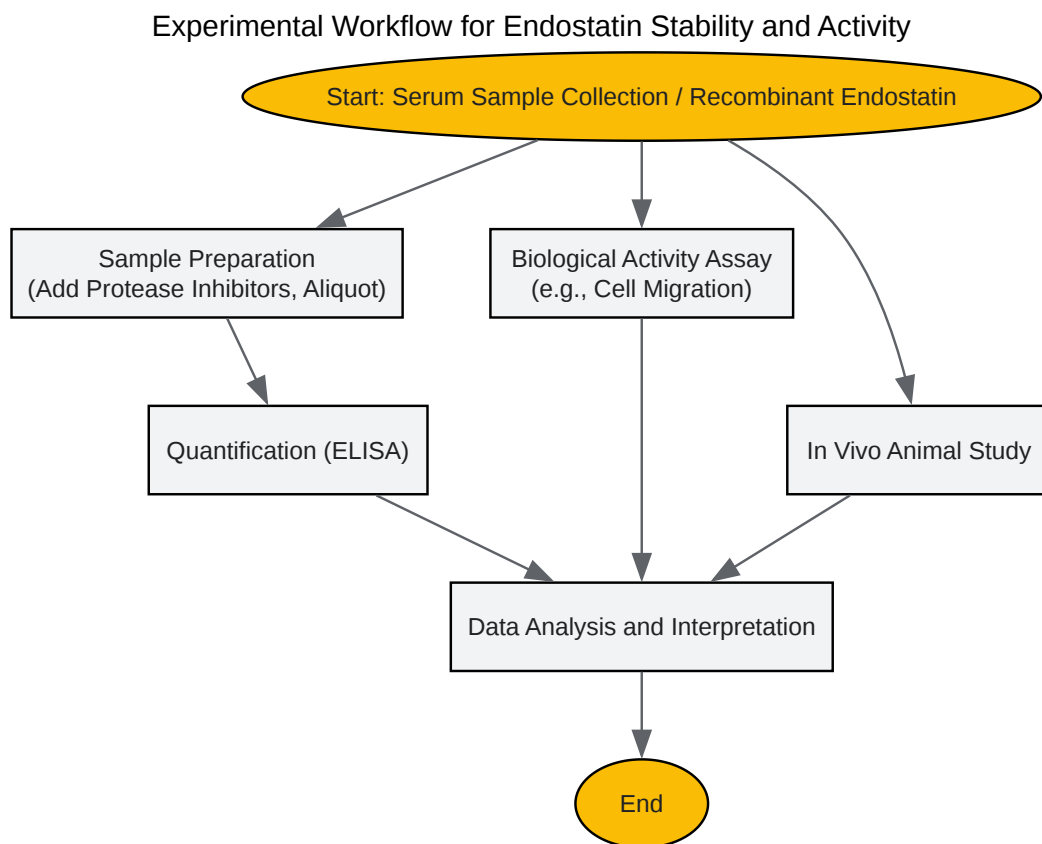 Experimental Workflow for Endostatin Stability and Activity
Start: Serum Sample Collection / Recombinant Endostatin
Sample Preparation
(Add Protease Inhibitors, Aliquot)
Biological Activity Assay
(e.g., Cell Migration)
Quantification (ELISA)
In Vivo Animal Study
Data Analysis and Interpretation
End